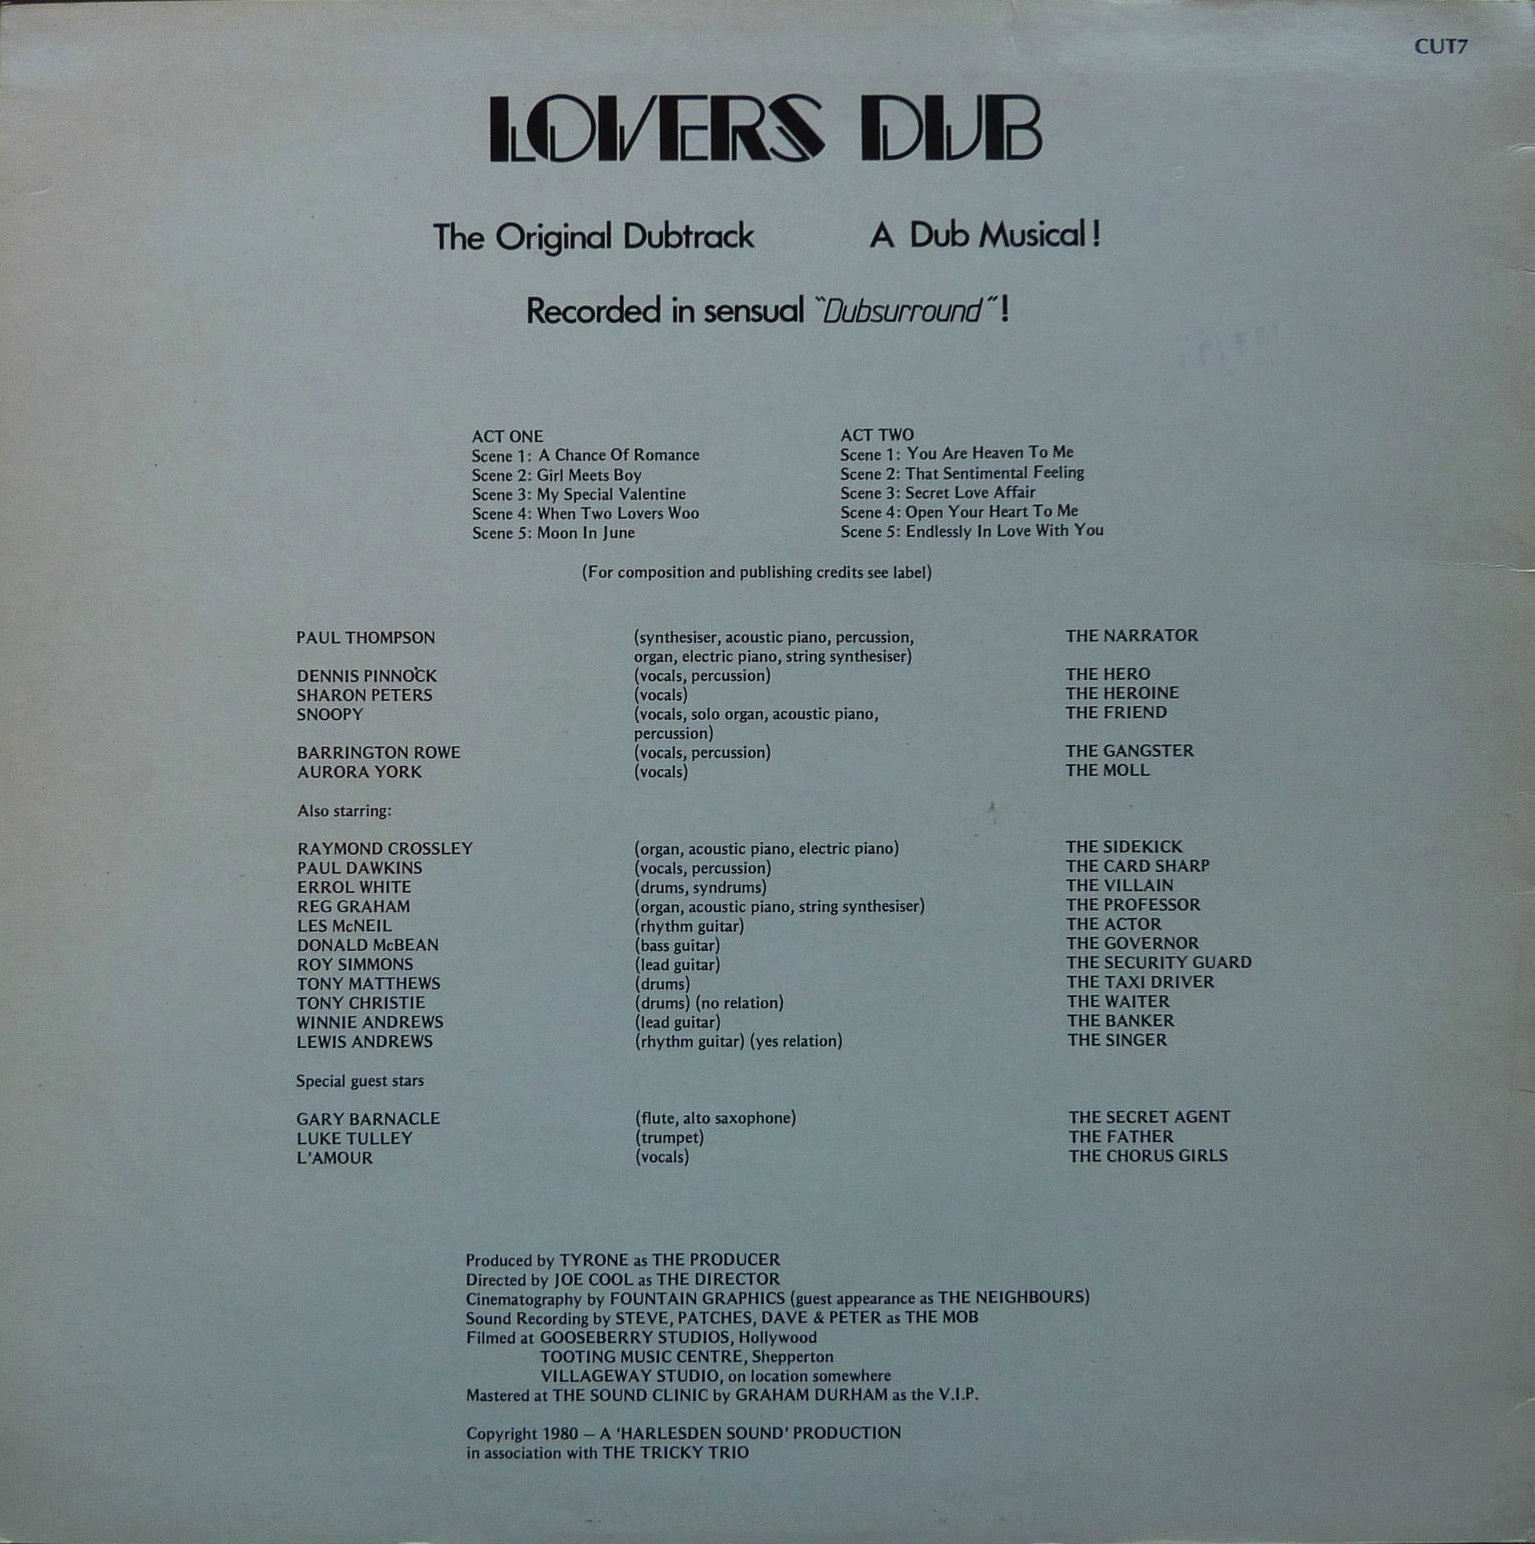 CUT7
LOVERS DUB
The Original Dubtrack A Dub Musical!
Recorded in sensual "Dubsurround"!
ACT ONE
Scene 1: A Chance Of Romance
Scene 2: Girl Meets Boy
Scene 3: My Special Valentine
Scene 4: When Two Lovers Woo
Scene 5: Moon In June
ACT TWO
Scene 1: You Are Heaven To Me
Scene 2: That Sentimental Feeling
Scene 3: Secret Love Affair
Scene 4: Open Your Heart To Me
Scene 5: Endlessly In Love With You
(For composition and publishing credits see label)
PAUL THOMPSON (synthesiser, acoustic piano, percussion, THE NARRATOR
organ, electric piano, string synthesiser)
DENNIS PINNOCK (vocals, percussion) THE HERO
SHARON PETERS (vocals) THE HEROINE
SNOOPY (vocals, solo organ, acoustic piano, THE FRIEND
percussion)
BARRINGTON ROWE (vocals, percussion) THE GANGSTER
AURORA YORK (vocals) THE MOLL
Also starring:
RAYMOND CROSSLEY (organ, acoustic piano, electric piano) THE SIDEKICK
PAUL DAWKINS (vocals, percussion) THE CARD SHARP
ERROL WHITE (drums, syndrums) THE VILLAIN
REG GRAHAM (organ, acoustic piano, string synthesiser) THE PROFESSOR
LES McNEIL (rhythm guitar) THE ACTOR
DONALD McBEAN (bass guitar) THE GOVERNOR
ROY SIMMONS (lead guitar) THE SECURITY GUARD
TONY MATTHEWS (drums) THE TAXI DRIVER
TONY CHRISTIE (drums) (no relation) THE WAITER
WINNIE ANDREWS (lead guitar) THE BANKER
LEWIS ANDREWS (rhythm guitar) (yes relation) THE SINGER
Special guest stars
GARY BARNACLE (flute, alto saxophone) THE SECRET AGENT
LUKE TULLEY (trumpet) THE FATHER
L'AMOUR (vocals) THE CHORUS GIRLS
Produced by TYRONE as THE PRODUCER
Directed by JOE COOL as THE DIRECTOR
Cinematography by FOUNTAIN GRAPHICS (guest appearance as THE NEIGHBOURS)
Sound Recording by STEVE, PATCHES, DAVE & PETER as THE MOB
Filmed at GOOSEBERRY STUDIOS, Hollywood
TOOTING MUSIC CENTRE, Shepperton
VILLAGEWAY STUDIO, on location somewhere
Mastered at THE SOUND CLINIC by GRAHAM DURHAM as the V.I.P.
Copyright 1980 – A 'HARLESDEN SOUND' PRODUCTION
in association with THE TRICKY TRIO